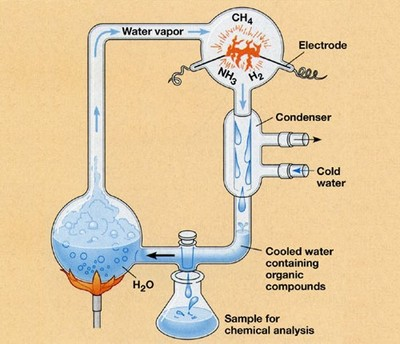 CH₄
Water vapor
Electrode
NH₃ H₂
Condenser
Cold
water
Cooled water
containing
organic
compounds
H₂O
Sample for
chemical analysis